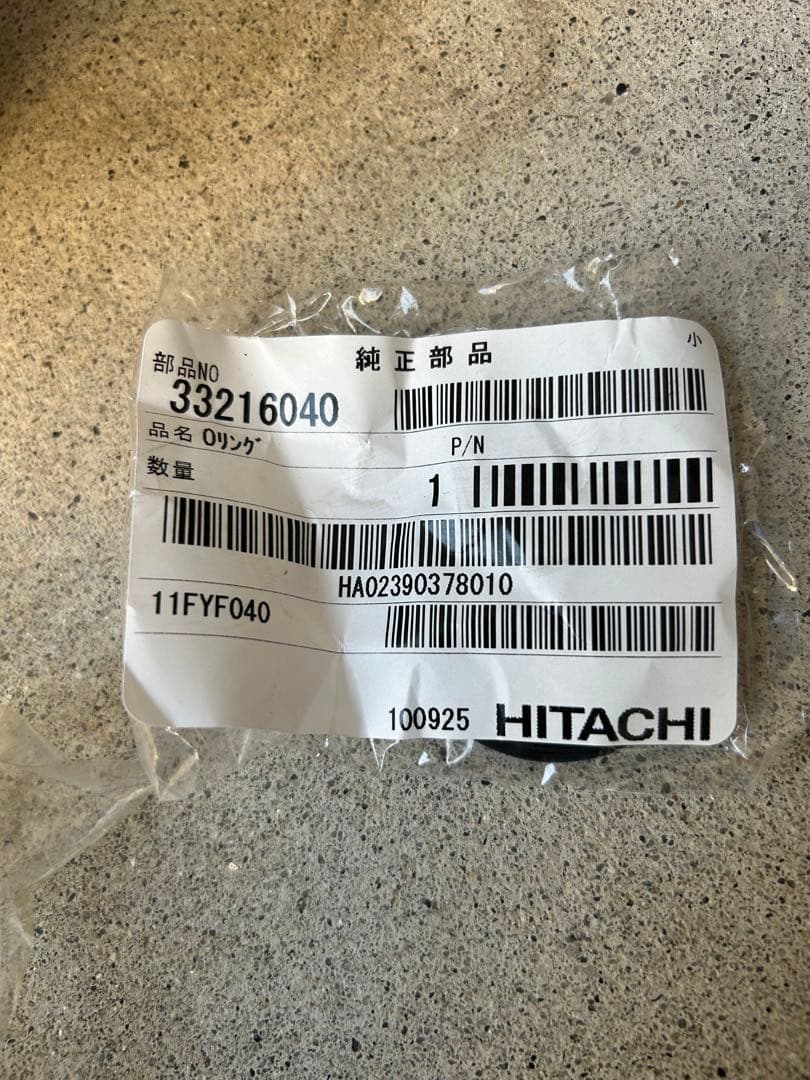 純正部品 小
部品NO
33216040
品名 Oリング
P/N
数量 1
HA02390378010
11FYF040
100925 HITACHI